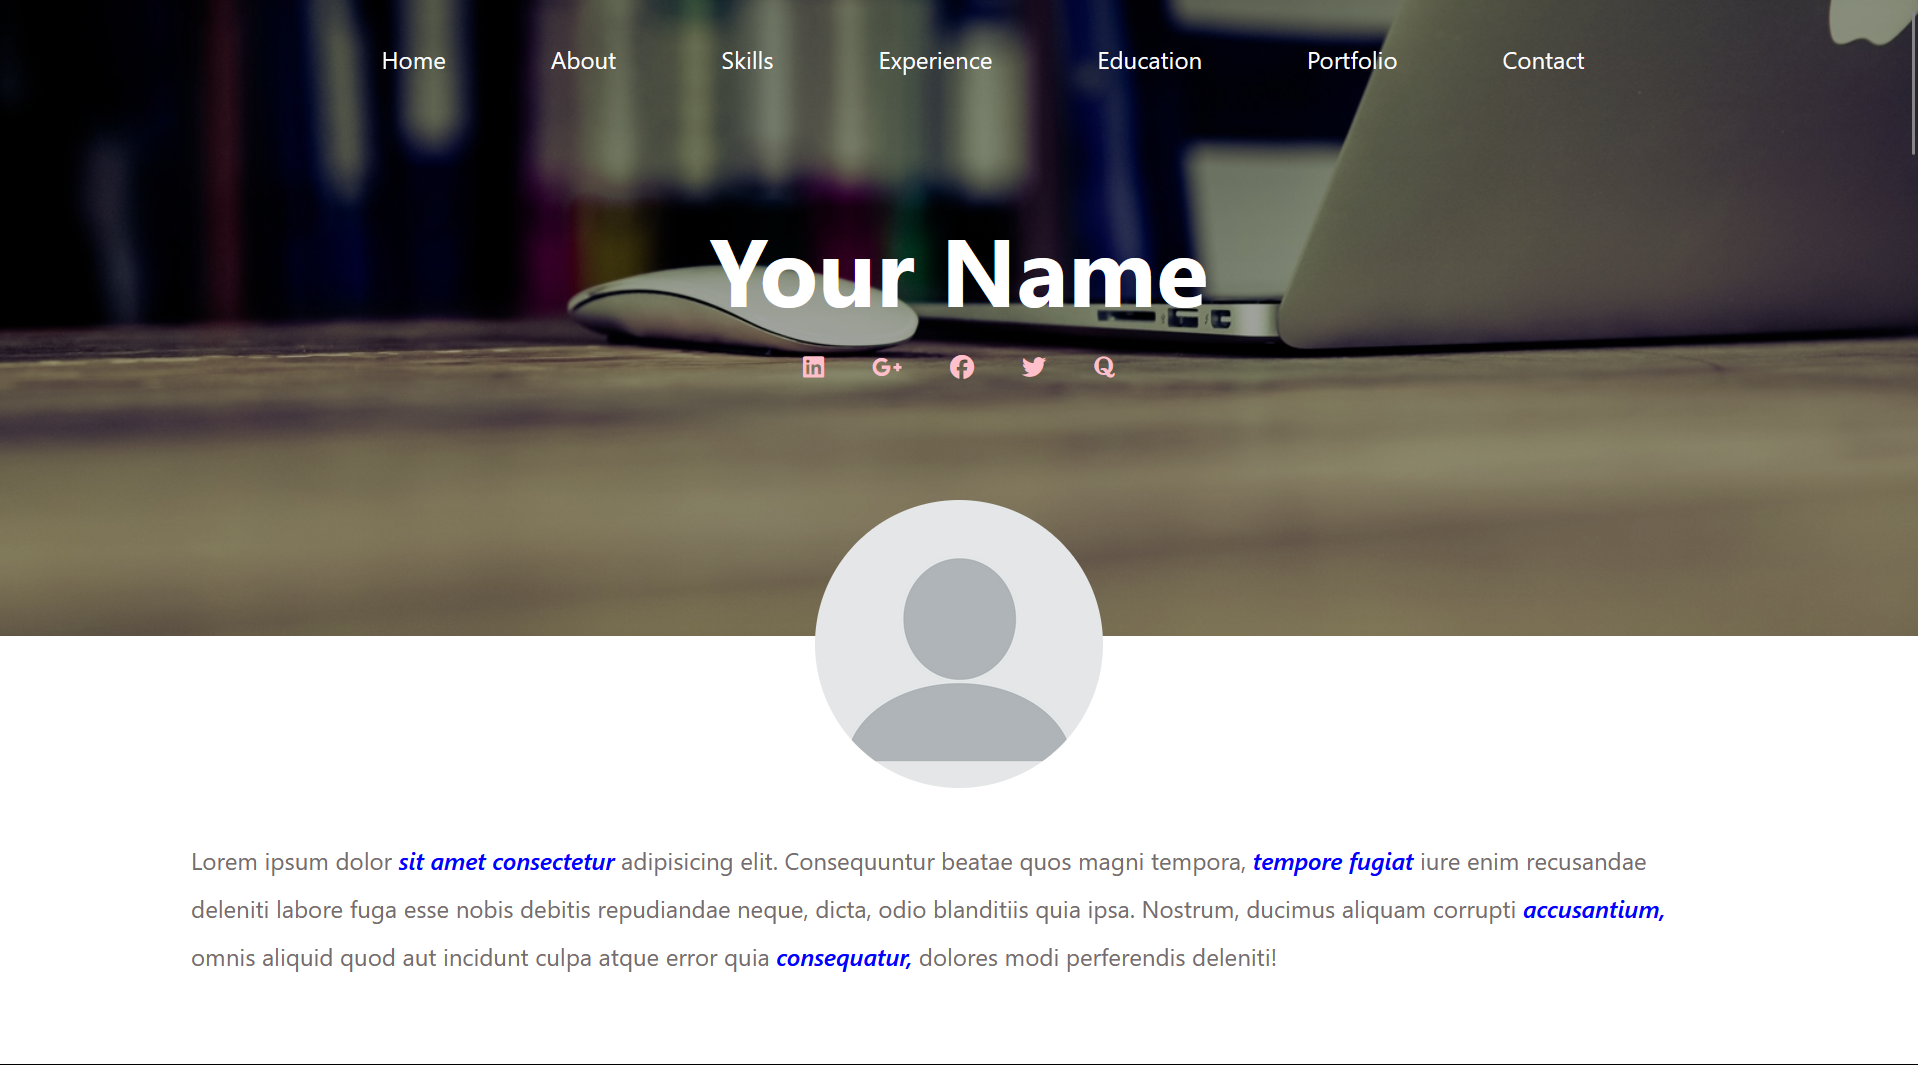 Home About Skills Experience Education Portfolio Contact
Your Name
Lorem ipsum dolor sit amet consectetur adipisicing elit. Consequuntur beatae quos magni tempora, tempore fugiat iure enim recusandae
deleniti labore fuga esse nobis debitis repudiandae neque, dicta, odio blanditiis quia ipsa. Nostrum, ducimus aliquam corrupti accusantium,
omnis aliquid quod aut incidunt culpa atque error quia consequatur, dolores modi perferendis deleniti!